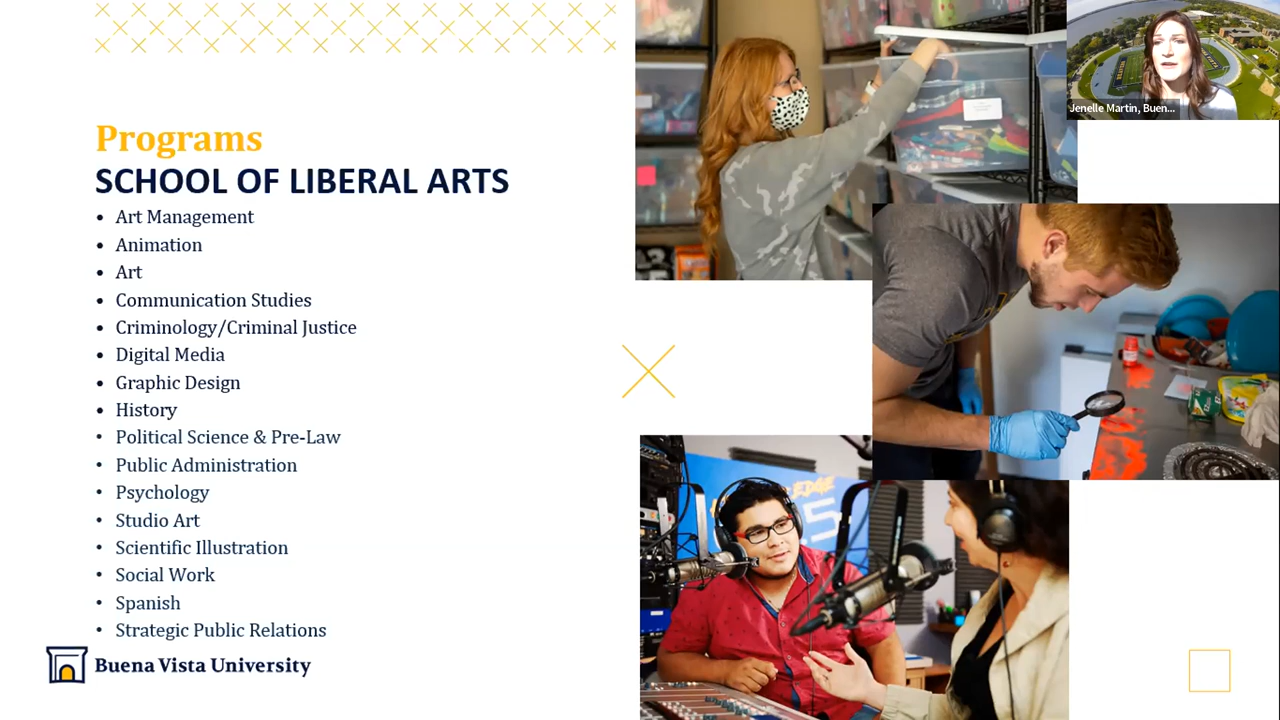 Programs
SCHOOL OF LIBERAL ARTS
• Art Management
• Animation
• Art
• Communication Studies
• Criminology/Criminal Justice
• Digital Media
• Graphic Design
• History
• Political Science & Pre-Law
• Public Administration
• Psychology
• Studio Art
• Scientific Illustration
• Social Work
• Spanish
• Strategic Public Relations
Buena Vista University
Jenelle Martin, Buen...
EDGE